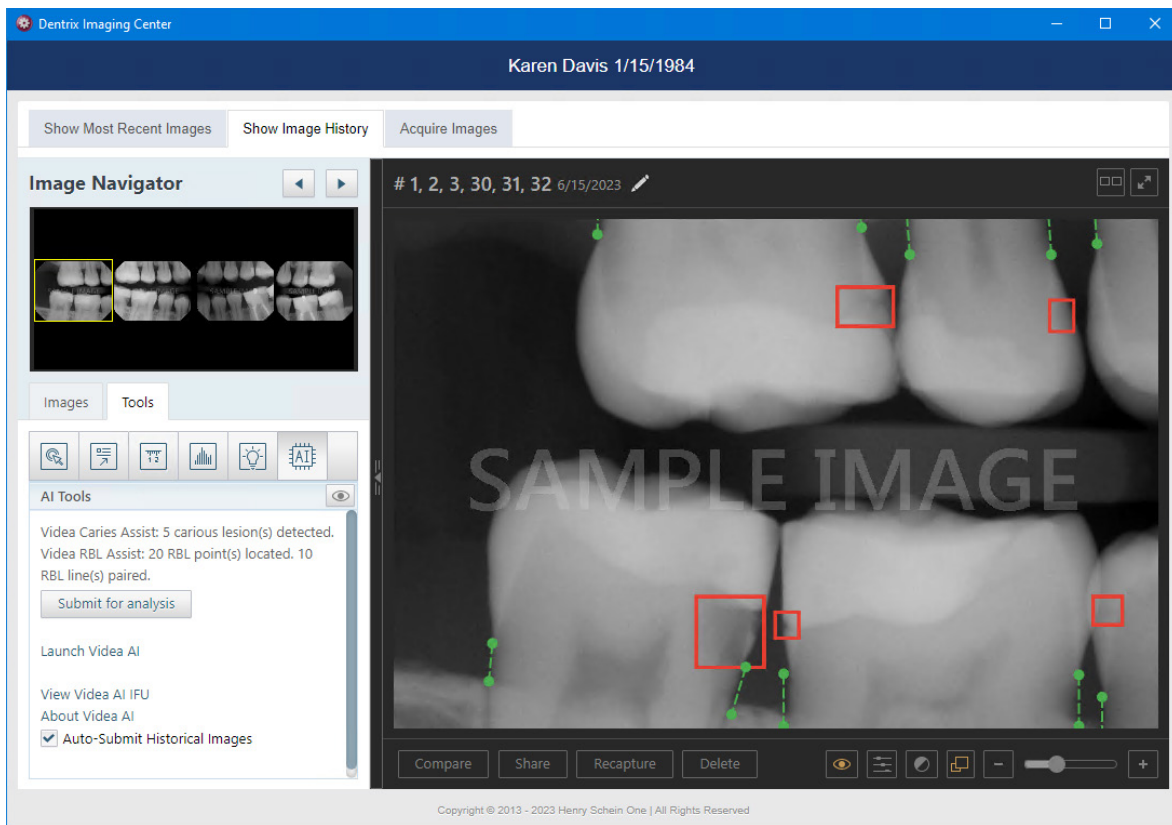 Dentrix Imaging Center
Karen Davis 1/15/1984
Show Most Recent Images
Show Image History
Acquire Images
Image Navigator
# 1, 2, 3, 30, 31, 32 6/15/2023
Images
Tools
AI
AI Tools
Videa Caries Assist: 5 carious lesion(s) detected.
Videa RBL Assist: 20 RBL point(s) located. 10
RBL line(s) paired.
Submit for analysis
Launch Videa AI
View Videa AI IFU
About Videa AI
Auto-Submit Historical Images
SAMPLE IMAGE
Compare
Share
Recapture
Delete
Copyright © 2013 - 2023 Henry Schein One | All Rights Reserved